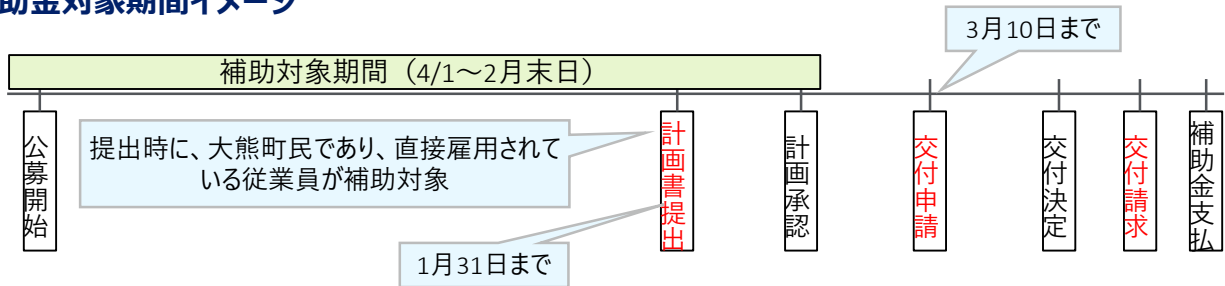 助金対象期間イメージ
3月10日まで
補助対象期間（4/1～2月末日）
公募開始
提出時に、大熊町民であり、直接雇用されて
いる従業員が補助対象
計画書提出
計画承認
交付申請
交付決定
交付請求
補助金支払
1月31日まで